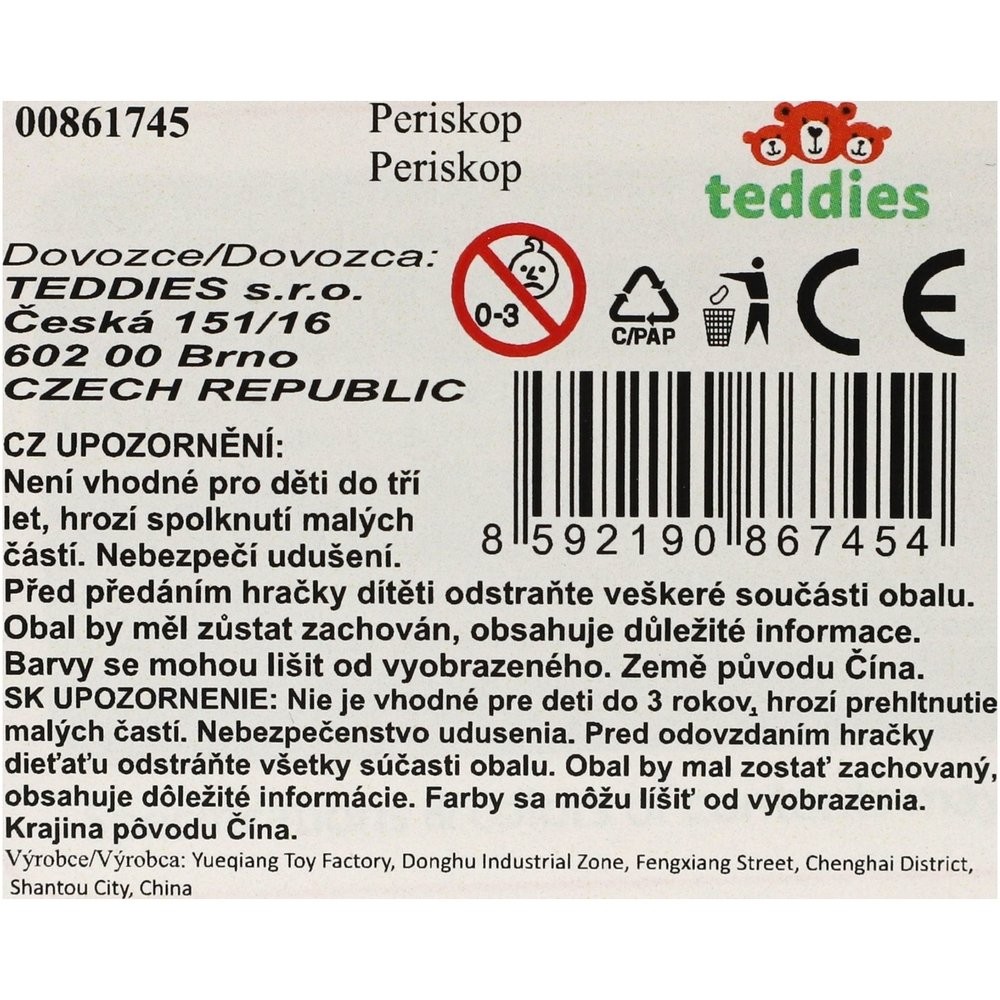 00861745
Periskop
Periskop
teddies
Dovozce/Dovozca:
TEDDIES s.r.o.
Česká 151/16
602 00 Brno
CZECH REPUBLIC
0-3
C/PAP
CE
8 592190 867454
CZ UPOZORNĚNÍ:
Není vhodné pro děti do tří
let, hrozí spolknutí malých
částí. Nebezpečí udušení.
Před předáním hračky dítěti odstraňte veškeré součásti obalu.
Obal by měl zůstat zachován, obsahuje důležité informace.
Barvy se mohou lišit od vyobrazeného. Země původu Čína.
SK UPOZORNENIE: Nie je vhodné pre deti do 3 rokov, hrozí prehltnutie
malých častí. Nebezpečenstvo udusenia. Pred odovzdaním hračky
dieťaťu odstráňte všetky súčasti obalu. Obal by mal zostať zachovaný,
obsahuje dôležité informácie. Farby sa môžu líšiť od vyobrazenia.
Krajina pôvodu Čína.
Výrobce/Výrobca: Yueqiang Toy Factory, Donghu Industrial Zone, Fengxiang Street, Chenghai District,
Shantou City, China